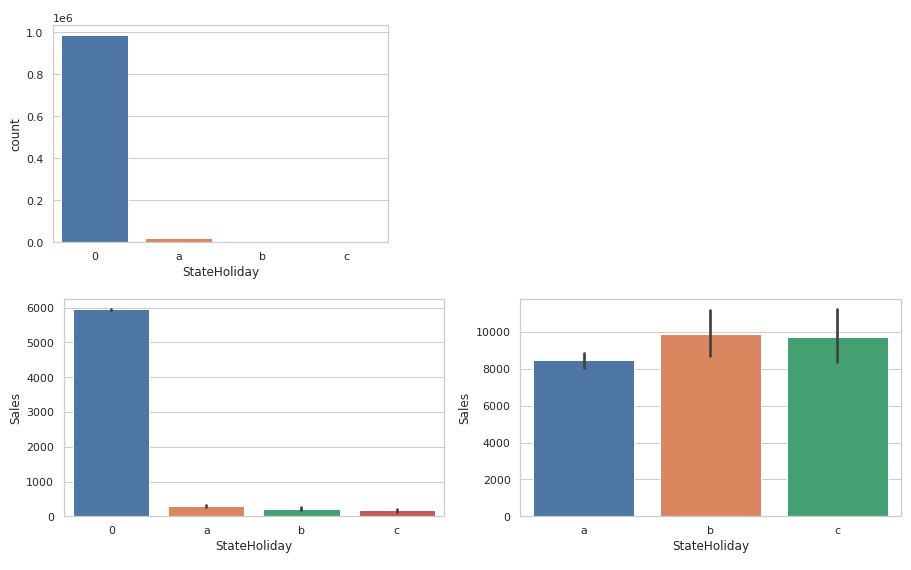 1e6
1.0
0.8
0.6
0.4
0.2
0.0
count
0 a b c
StateHoliday
6000
5000
4000
3000
2000
1000
0
Sales
0 a b c
StateHoliday
10000
8000
6000
4000
2000
0
Sales
a b c
StateHoliday